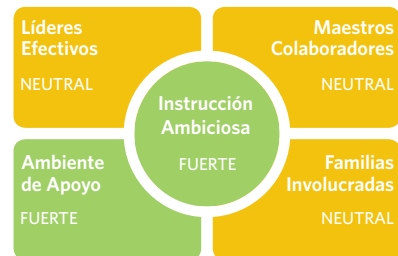 Líderes
Efectivos
NEUTRAL
Maestros
Colaboradores
NEUTRAL
Instrucción
Ambiciosa
FUERTE
Ambiente
de Apoyo
FUERTE
Familias
Involucradas
NEUTRAL